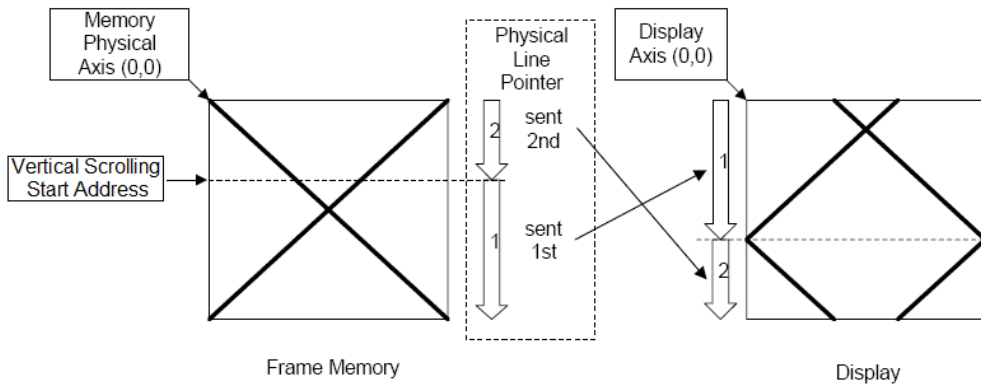 Memory
Physical
Axis (0,0)
Physical
Line
Pointer
Display
Axis (0,0)
2
sent
2nd
1
Vertical Scrolling
Start Address
1
sent
1st
2
Frame Memory
Display